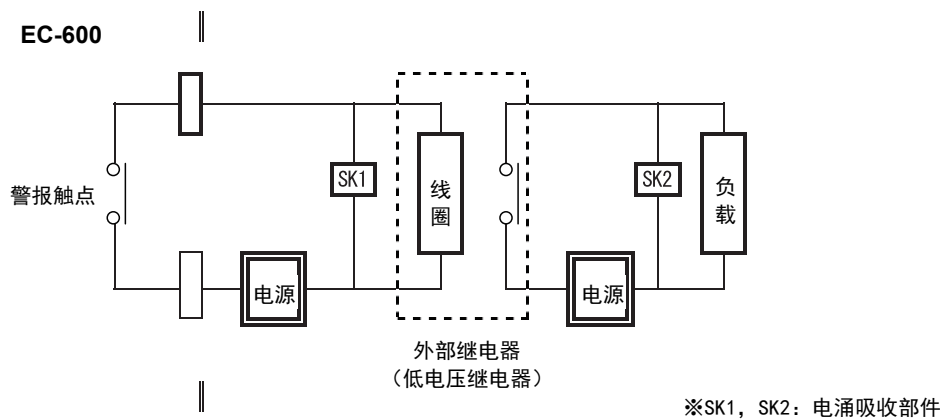 EC-600
警报触点
SK1
线圈
SK2
负载
电源
电源
外部继电器
（低电压继电器）
※SK1，SK2：电涌吸收部件